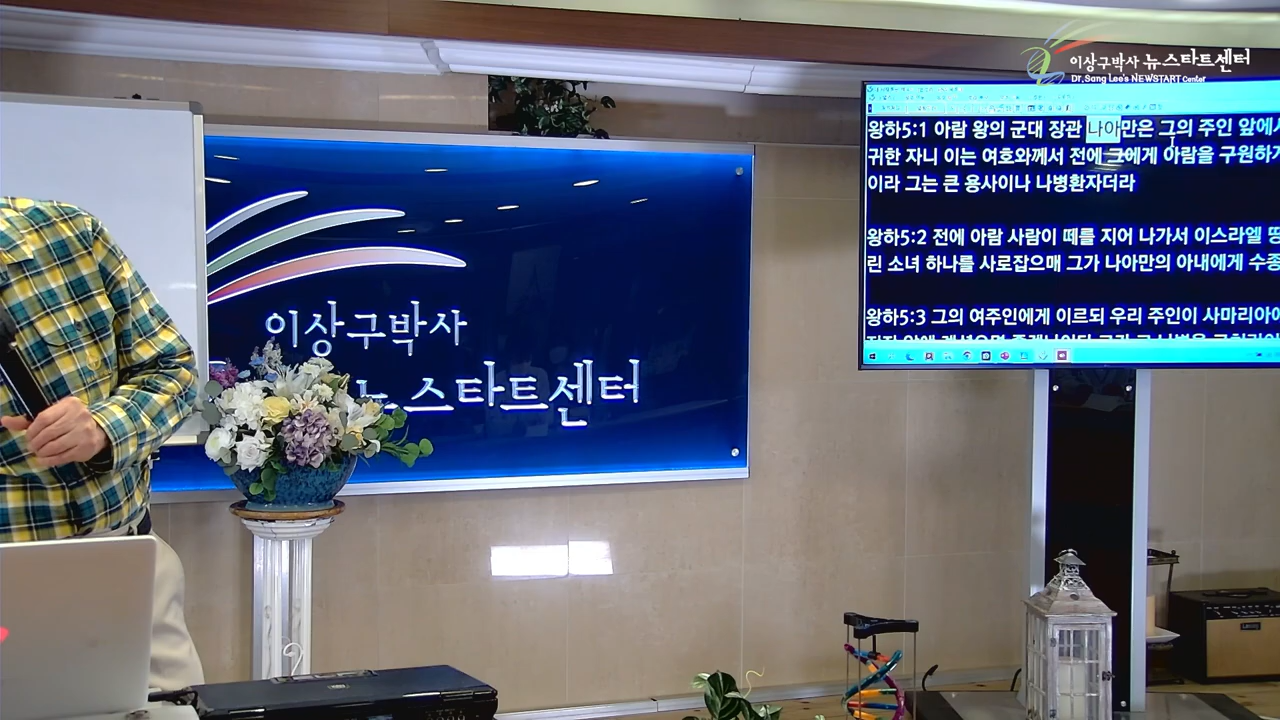 이상구박사 뉴스타트센터
Dr. Sang Lee's NEWSTART Center
왕하5:1 아람 왕의 군대 장관 나아만은 그의 주인 앞에서
귀한 자니 이는 여호와께서 전에 그에게 아람을 구원하게
이라 그는 큰 용사이나 나병환자더라
왕하5:2 전에 아람 사람이 떼를 지어 나가서 이스라엘 땅
린 소녀 하나를 사로잡으매 그가 나아만의 아내에게 수종
왕하5:3 그의 여주인에게 이르되 우리 주인이 사마리아에
이상구박사
뉴스타트센터